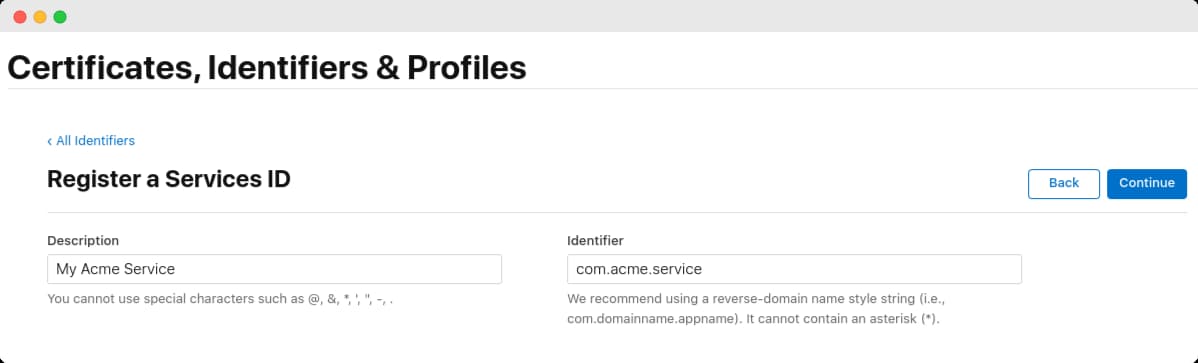 Certificates, Identifiers & Profiles
‹ All Identifiers
Register a Services ID
Back
Continue
Description
Identifier
My Acme Service
com.acme.service
You cannot use special characters such as @, &, *, ', ", -, .
We recommend using a reverse-domain name style string (i.e.,
com.domainname.appname). It cannot contain an asterisk (*).